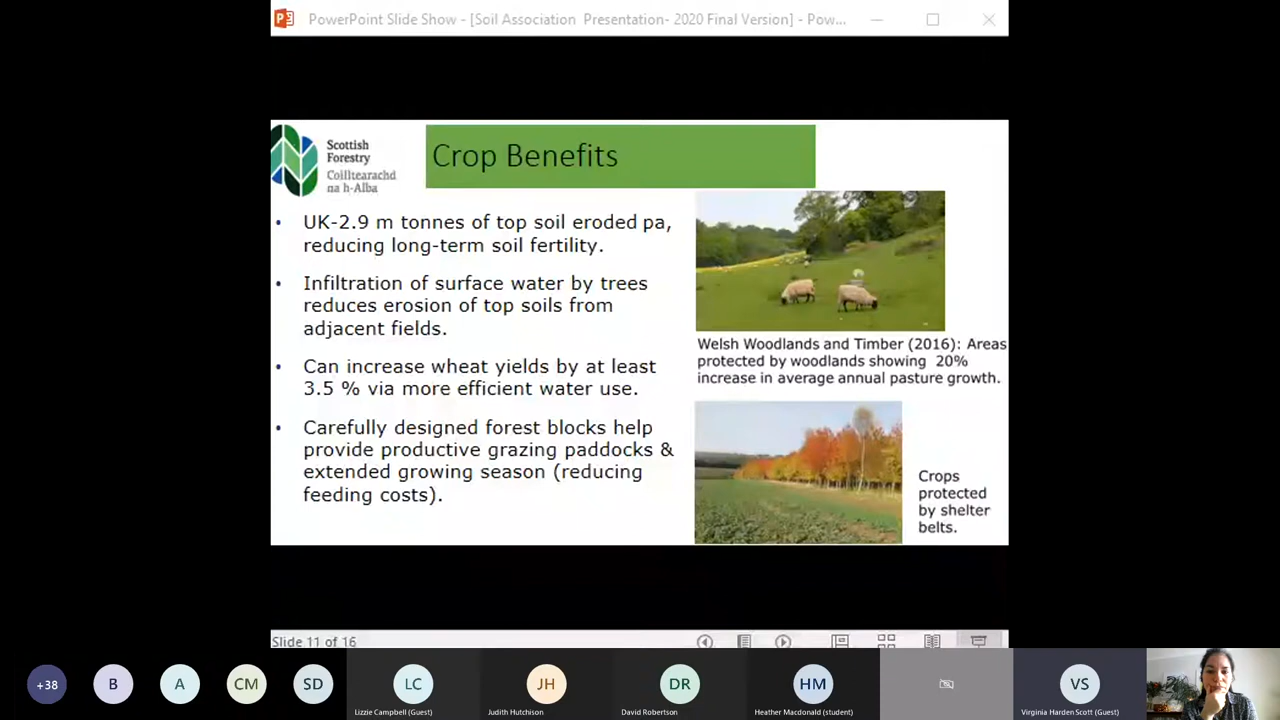 PowerPoint Slide Show - [Soil Association Presentation- 2020 Final Version] - Pow...
Scottish
Forestry
Coilltearachd
na h-Alba
Crop Benefits
• UK-2.9 m tonnes of top soil eroded pa,
reducing long-term soil fertility.
• Infiltration of surface water by trees
reduces erosion of top soils from
adjacent fields.
• Can increase wheat yields by at least
3.5 % via more efficient water use.
• Carefully designed forest blocks help
provide productive grazing paddocks &
extended growing season (reducing
feeding costs).
Welsh Woodlands and Timber (2016): Areas
protected by woodlands showing 20%
increase in average annual pasture growth.
Crops
protected
by shelter
belts.
Slide 11 of 16
+38
B
A
CM
SD
LC
JH
DR
HM
VS
Lizzie Campbell (Guest)
Judith Hutchison
David Robertson
Heather Macdonald (student)
Virginia Harden Scott (Guest)